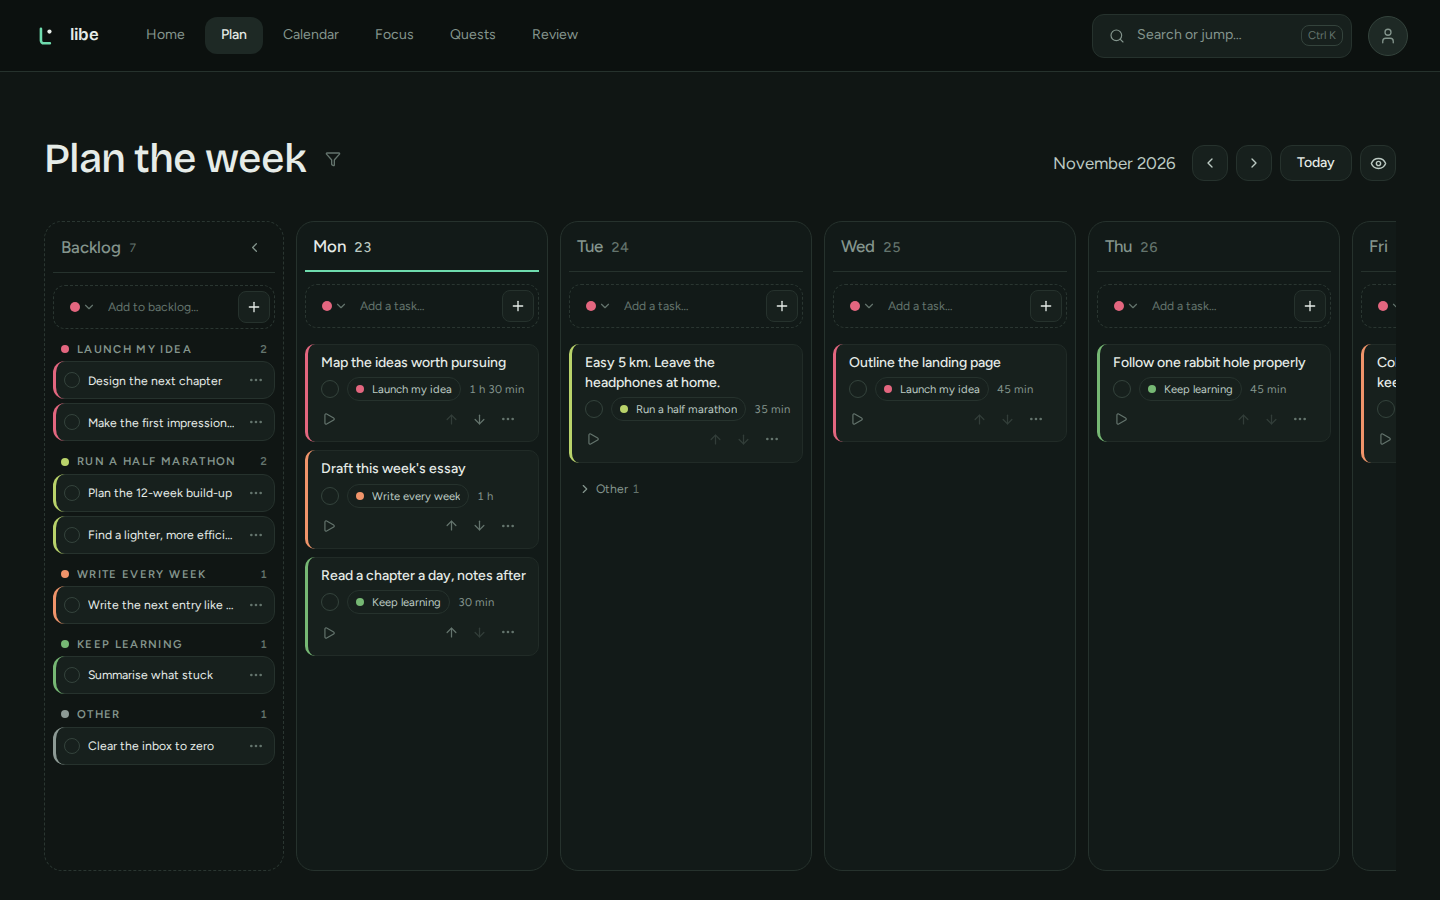 libe
Home
Plan
Calendar
Focus
Quests
Review
Search or jump...
Ctrl K
Plan the week
November 2026
Today
Backlog 7
Add to backlog...
LAUNCH MY IDEA 2
Design the next chapter
Make the first impression...
RUN A HALF MARATHON 2
Plan the 12-week build-up
Find a lighter, more effici...
WRITE EVERY WEEK 1
Write the next entry like ...
KEEP LEARNING 1
Summarise what stuck
OTHER 1
Clear the inbox to zero
Mon 23
Add a task...
Map the ideas worth pursuing
Launch my idea 1 h 30 min
Draft this week's essay
Write every week 1 h
Read a chapter a day, notes after
Keep learning 30 min
Tue 24
Add a task...
Easy 5 km. Leave the
headphones at home.
Run a half marathon 35 min
Other 1
Wed 25
Add a task...
Outline the landing page
Launch my idea 45 min
Thu 26
Add a task...
Follow one rabbit hole properly
Keep learning 45 min
Fri